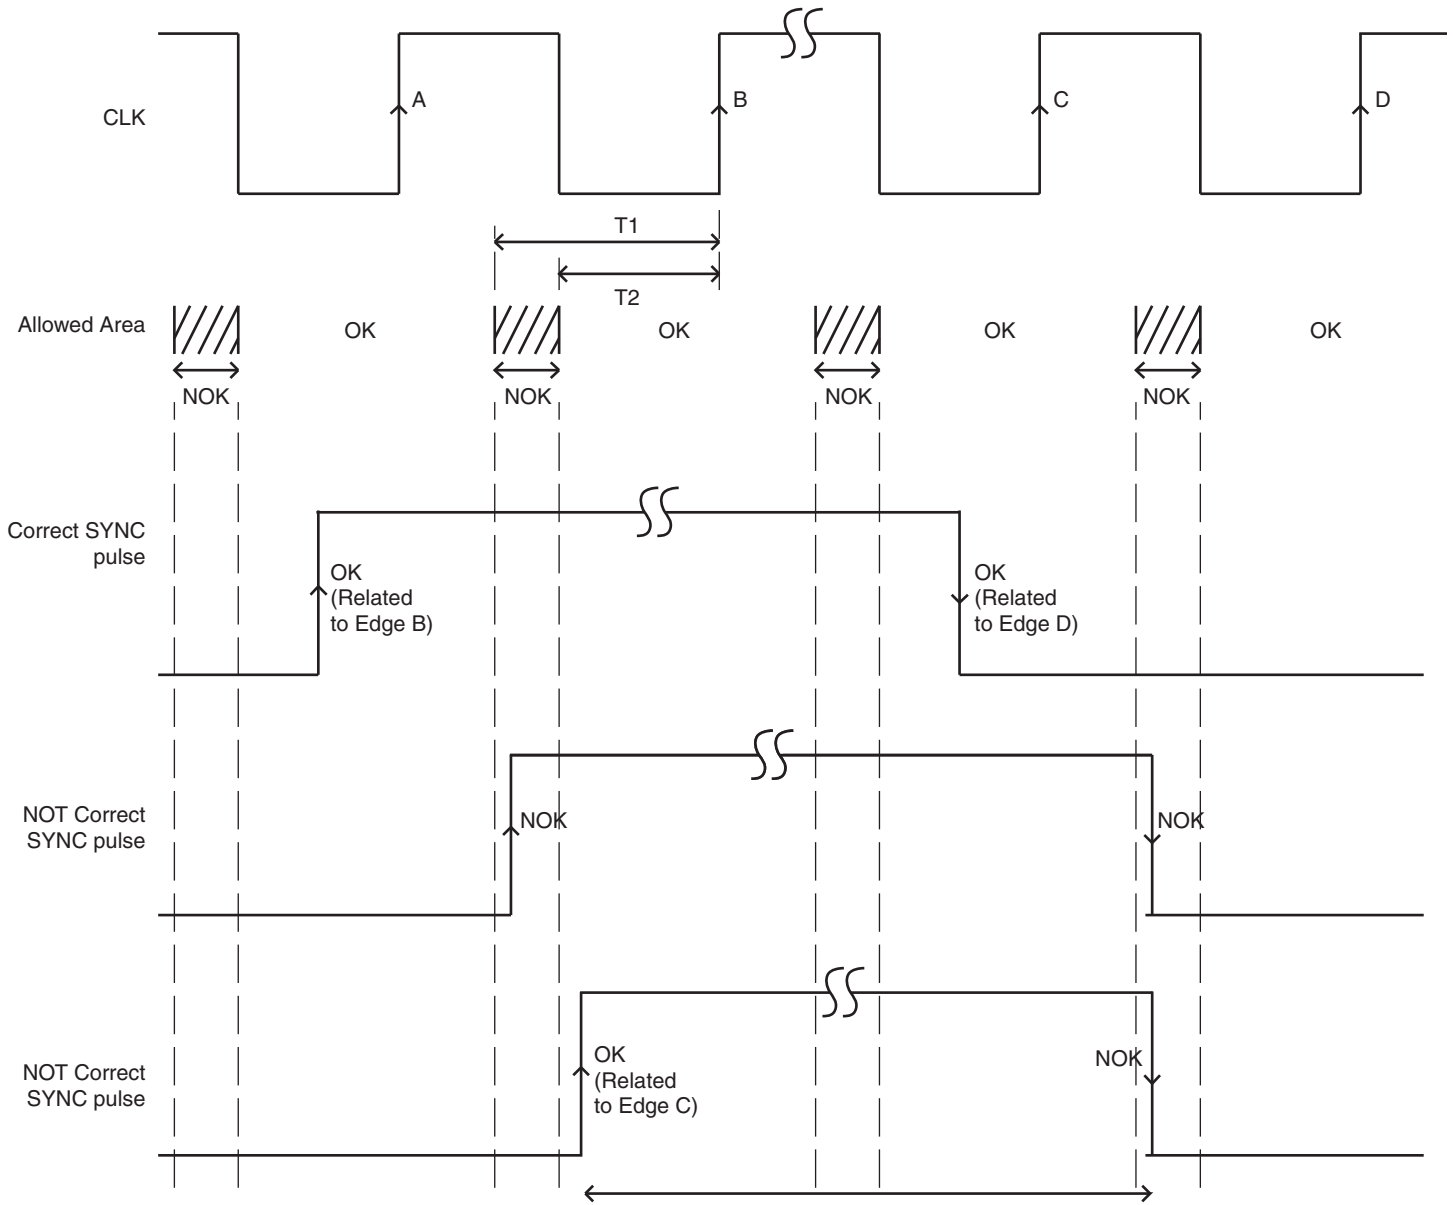 CLK
A
B
C
D
T1
T2
Allowed Area
OK
OK
OK
OK
NOK
NOK
NOK
NOK
Correct SYNC
pulse
OK
(Related
to Edge B)
OK
(Related
to Edge D)
NOT Correct
SYNC pulse
NOK
NOK
NOT Correct
SYNC pulse
OK
(Related
to Edge C)
NOK